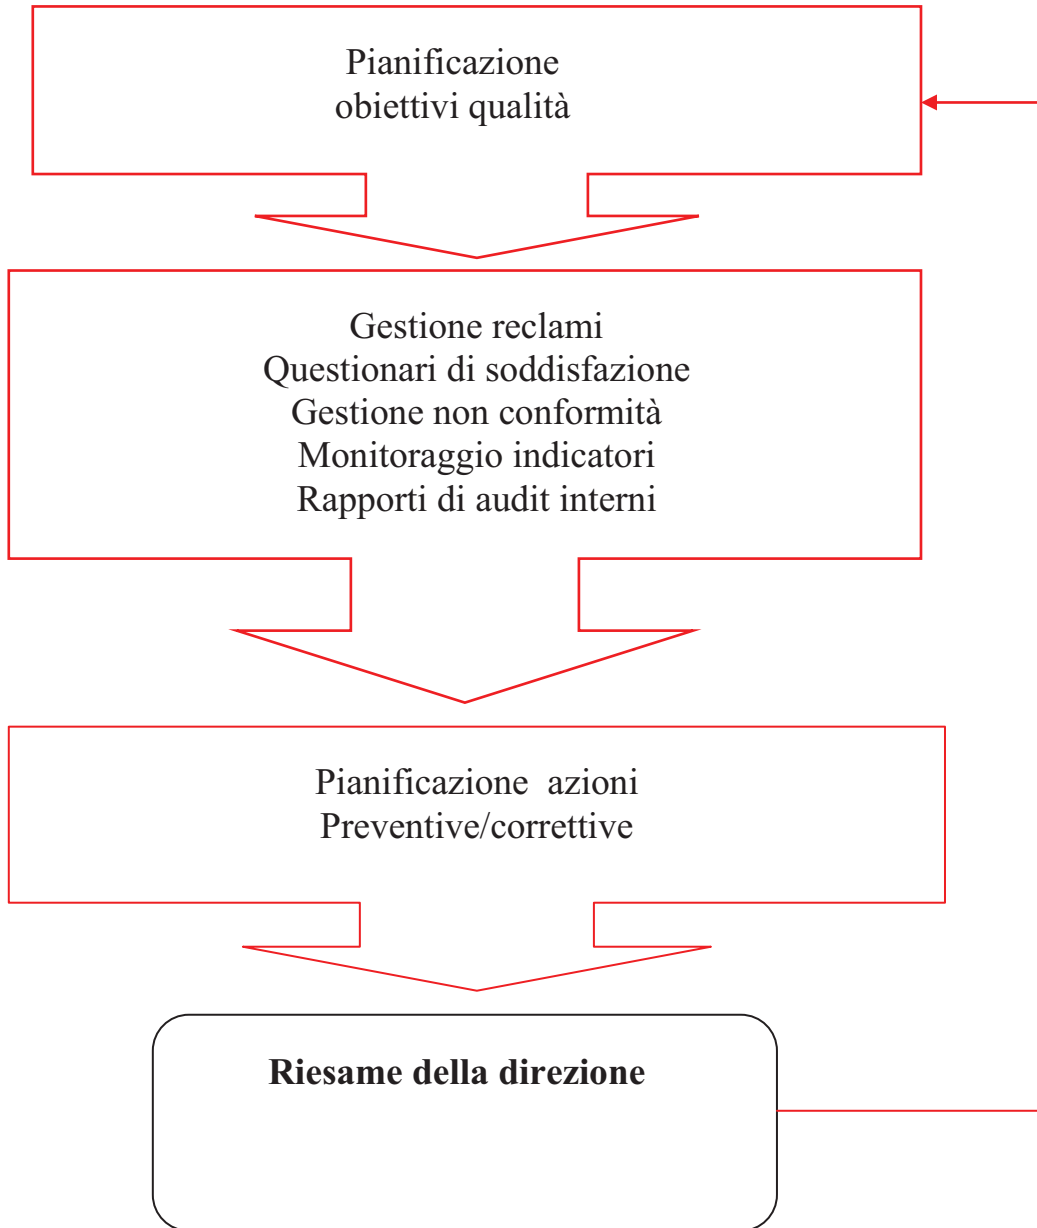 Pianificazione
obiettivi qualità
Gestione reclami
Questionari di soddisfazione
Gestione non conformità
Monitoraggio indicatori
Rapporti di audit interni
Pianificazione  azioni
Preventive/correttive
Riesame della direzione